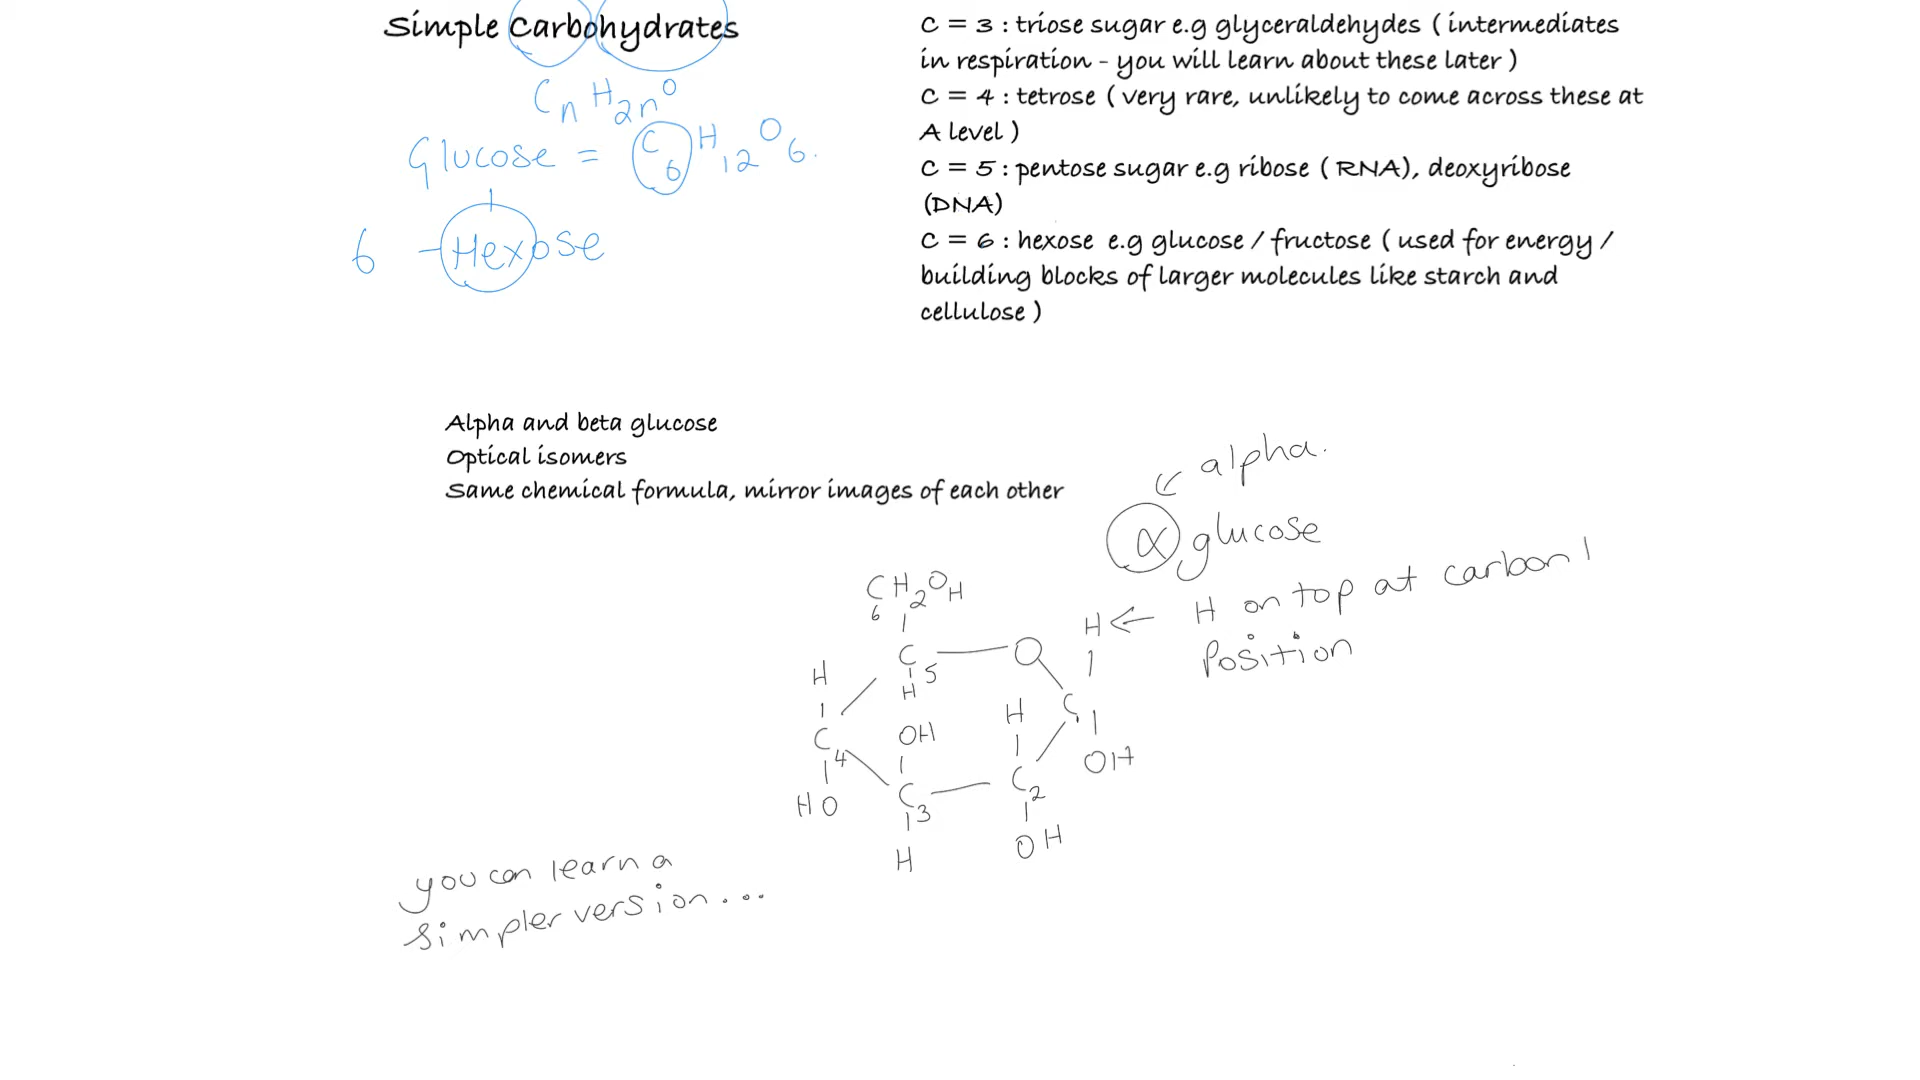 Simple Carbohydrates
CnH2nO
Glucose = C6H12O6.
6 - Hexose
C = 3 : triose sugar e.g glyceraldehydes ( intermediates
in respiration - you will learn about these later )
C = 4 : tetrose ( very rare, unlikely to come across these at
A level )
C = 5 : pentose sugar e.g ribose ( RNA), deoxyribose
(DNA)
C = 6 : hexose e.g glucose / fructose ( used for energy /
building blocks of larger molecules like starch and
cellulose )
Alpha and beta glucose
Optical isomers
Same chemical formula, mirror images of each other
alpha.
α glucose
H on top at carbon 1
Position
CH2OH
6
H
C O
5
H
H
C
4
HO
OH
C
3
H
H
C
2
OH
C
OH
you can learn a
simpler version...